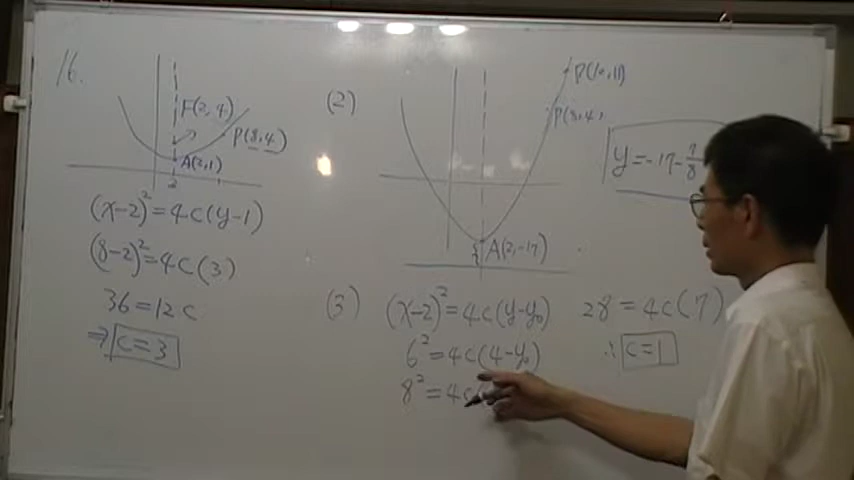 16.
F(2,4)
P(8,4)
A(2,1)
2
(x-2)²=4c(y-1)
(8-2)²=4c(3)
36=12c
⇒ c=3
(2)
P(10,11)
P(8,4)
A(2,-17)
y=-17-7/8
(3)
(x-2)²=4c(y-y₀)
6²=4c(4-y₀)
8²=4c(
28=4c(7)
∴ c=1